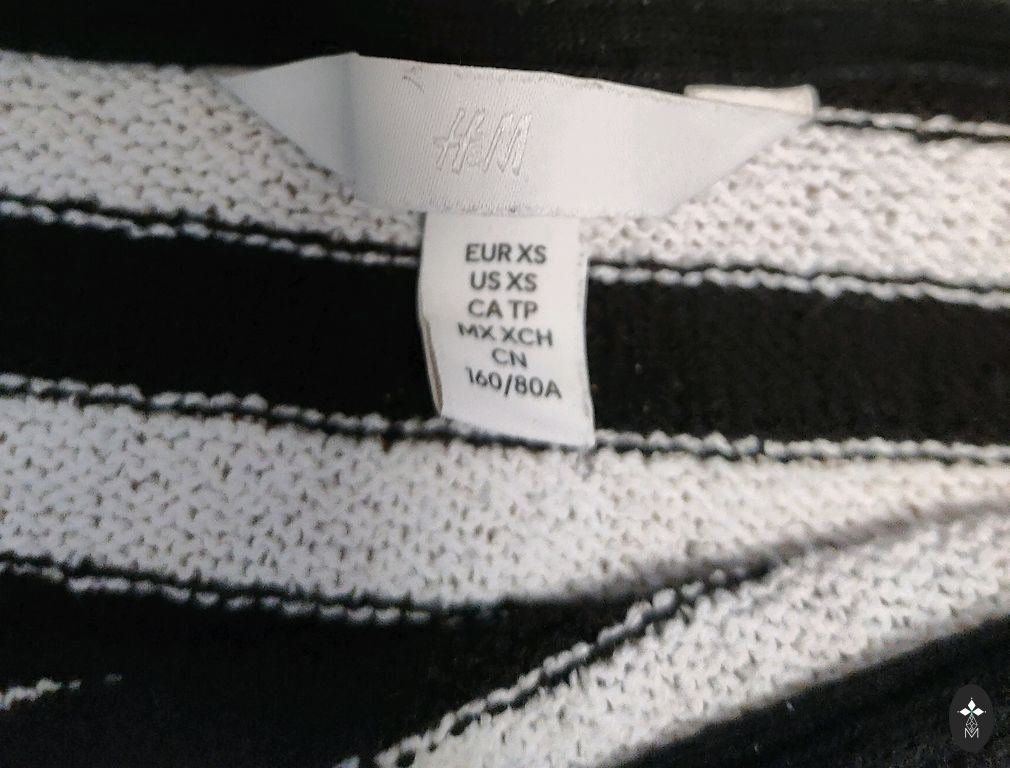 H&M
EUR XS
US XS
CA TP
MX XCH
CN
160/80A
M